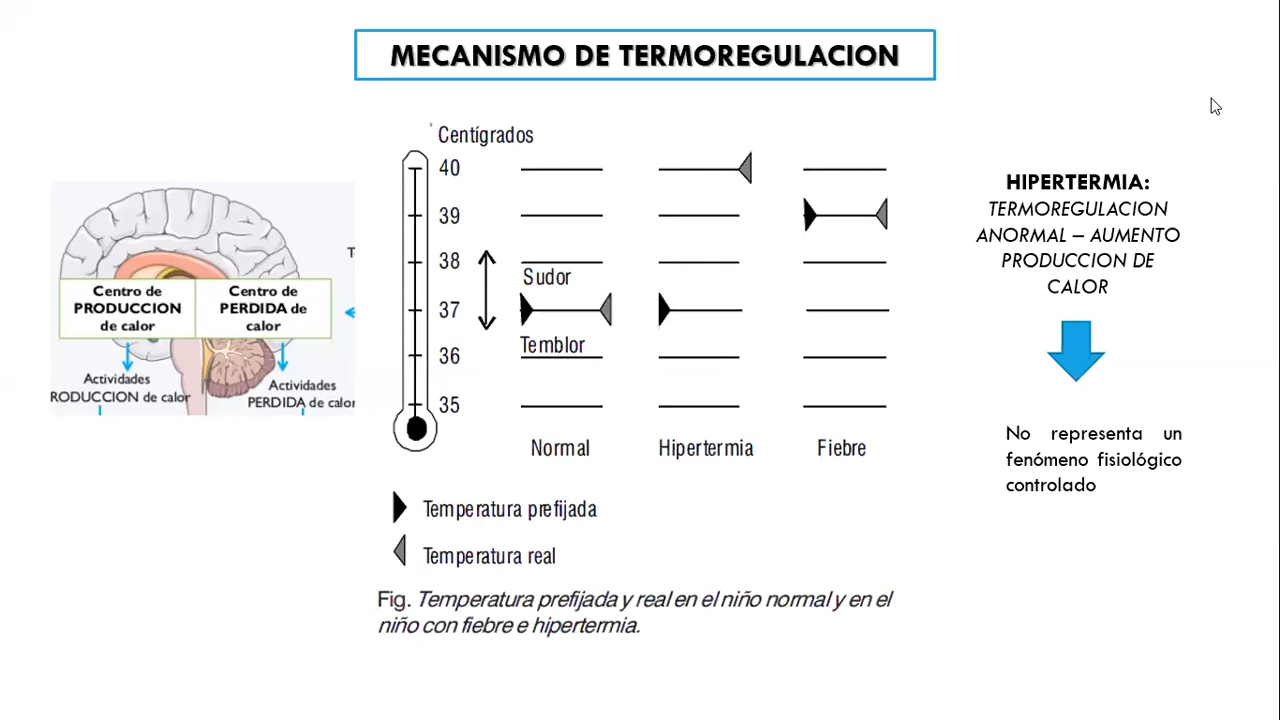 MECANISMO DE TERMOREGULACION
Centro de
PRODUCCION
de calor
Centro de
PERDIDA de
calor
Actividades
RODUCCION de calor
Actividades
PERDIDA de calor
Centígrados
40
39
38
37
36
35
Sudor
Temblor
Normal
Hipertermia
Fiebre
Temperatura prefijada
Temperatura real
Fig. Temperatura prefijada y real en el niño normal y en el
niño con fiebre e hipertermia.
HIPERTERMIA:
TERMOREGULACION
ANORMAL – AUMENTO
PRODUCCION DE
CALOR
No representa un
fenómeno fisiológico
controlado